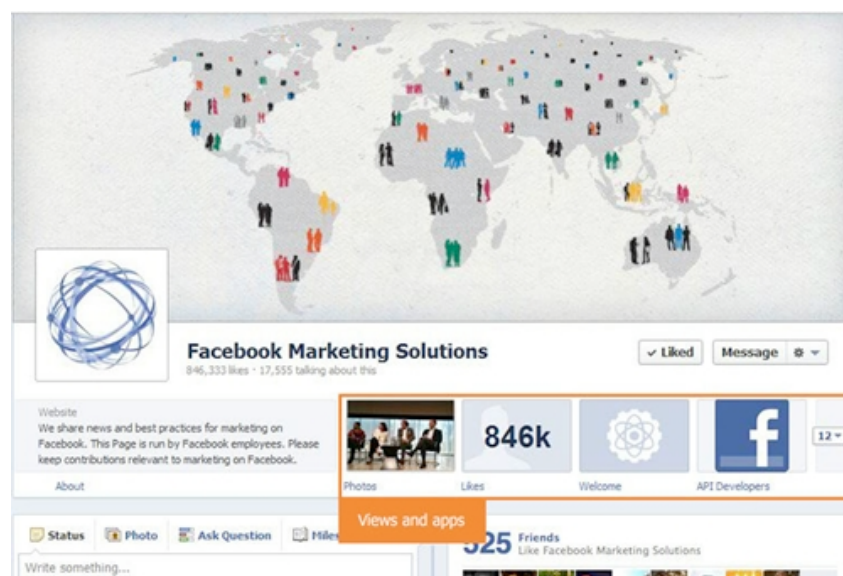 Facebook Marketing Solutions
846,333 likes · 17,555 talking about this
Liked
Message
Website
We share news and best practices for marketing on
Facebook. This Page is run by Facebook employees. Please
keep contributions relevant to marketing on Facebook.
About
846k
f
12
Photos
Likes
Welcome
API Developers
Views and apps
Status
Photo
Ask Question
Miles
525
Friends
Like Facebook Marketing Solutions
Write something...